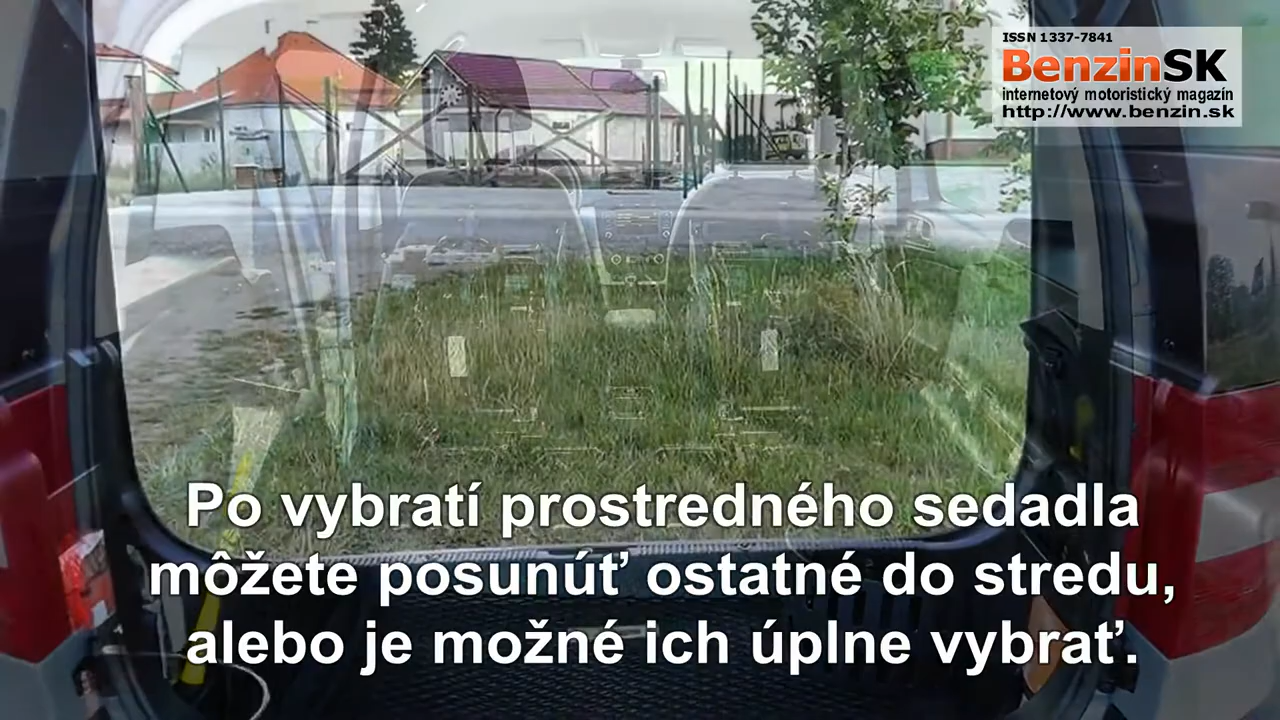 ISSN 1337-7841
BenzinSK
internetový motoristický magazín
http://www.benzin.sk
Po vybratí prostredného sedadla
môžete posunúť ostatné do stredu,
alebo je možné ich úplne vybrať.